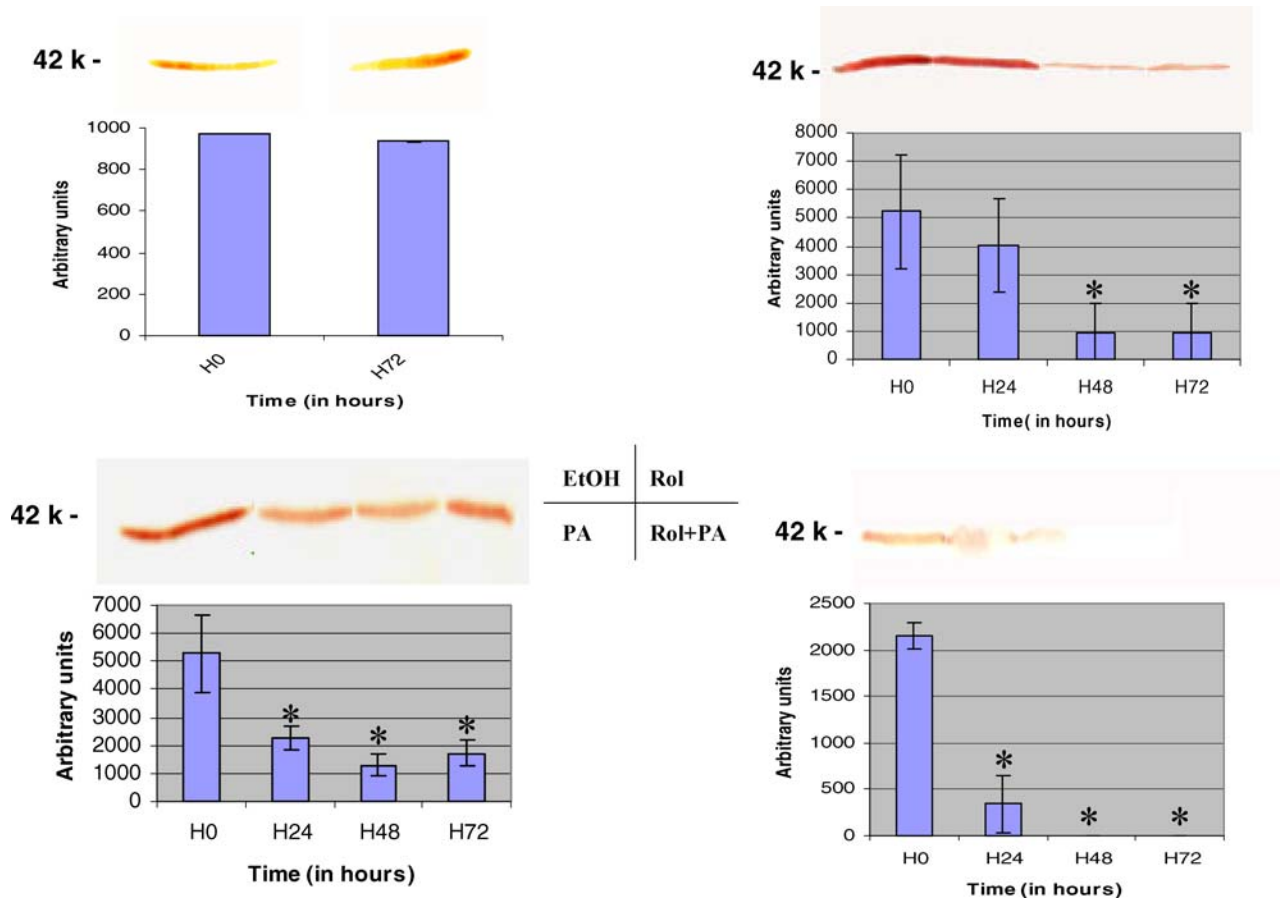 42 k -
1000
800
600
400
200
0
Arbitrary units
H0 H72
Time (in hours)
42 k -
8000
7000
6000
5000
4000
3000
2000
1000
0
Arbitrary units
* *
H0 H24 H48 H72
Time( in hours)
EtOH Rol
PA Rol+PA
42 k -
7000
6000
5000
4000
3000
2000
1000
0
Arbitrary units
* * *
H0 H24 H48 H72
Time (in hours)
42 k -
2500
2000
1500
1000
500
0
Arbitrary units
* * *
H0 H24 H48 H72
Time (in hours)